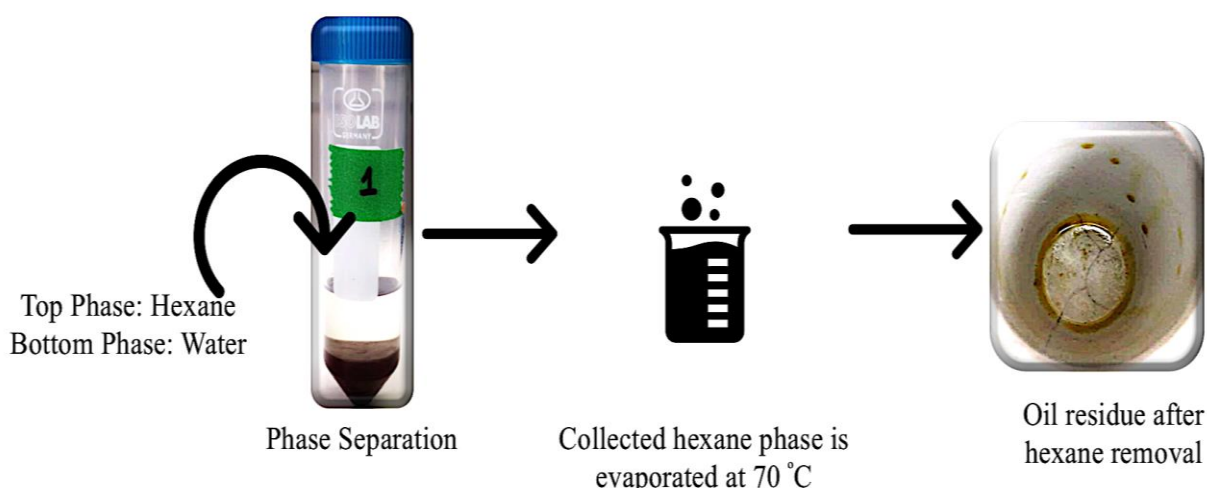 ISOLAB
GERMANY
1
Top Phase: Hexane
Bottom Phase: Water
Phase Separation
Collected hexane phase is
evaporated at 70 °C
Oil residue after
hexane removal